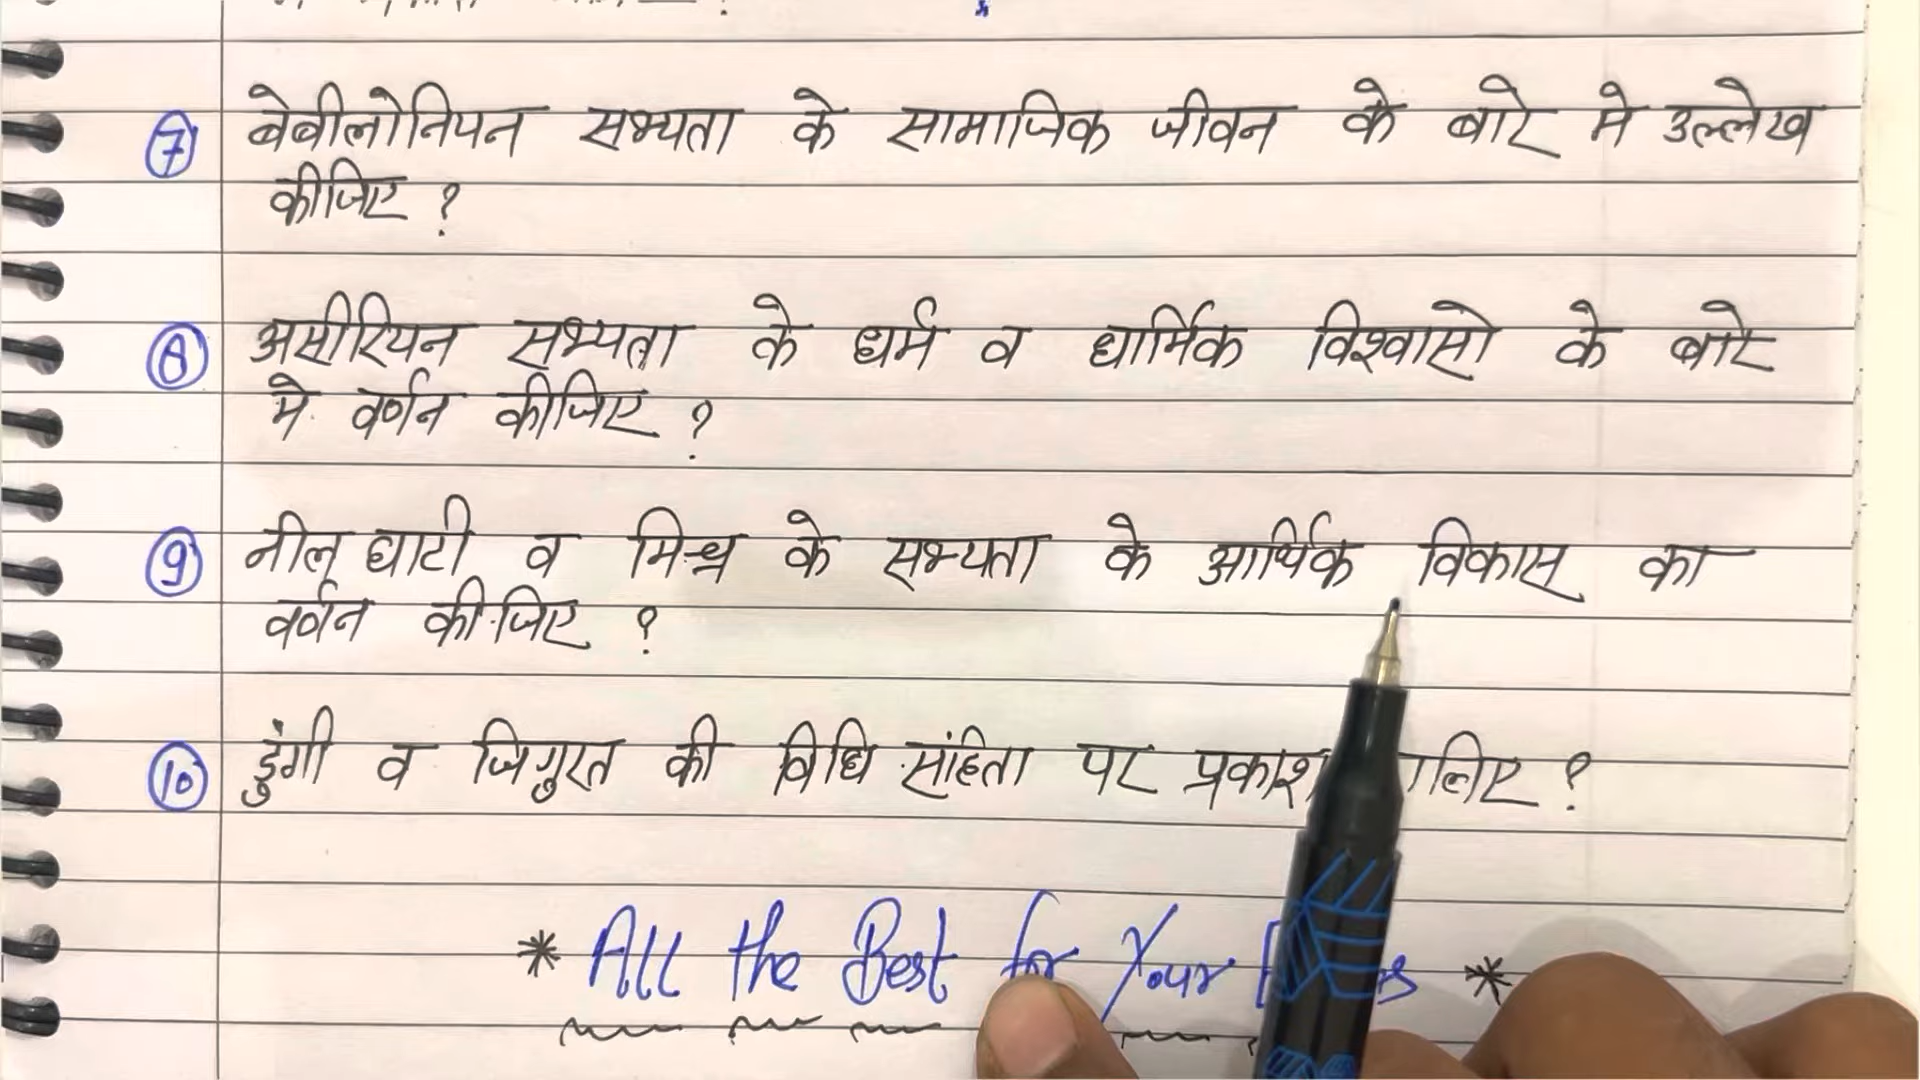 ⑦ बेबीलोनियन सभ्यता के सामाजिक जीवन के बारे मे उल्लेख
कीजिए ?
⑧ असीरियन सभ्यता के धर्म व धार्मिक विश्वासो के बारे
मे वर्णन कीजिए ?
⑨ नील घाटी व मिश्र के सभ्यता के आर्थिक विकास का
वर्णन कीजिए ?
⑩ डुंगी व जिगुरत की विधि संहिता पर प्रकाश ?
* All the Best for Your *